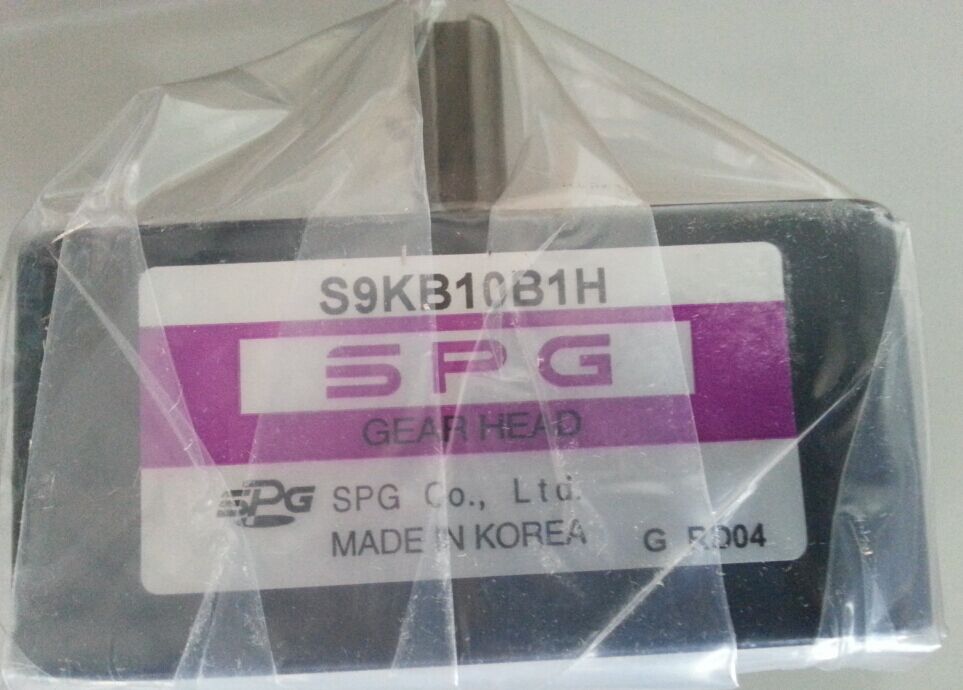 S9KB10B1H
SPG
GEAR HEAD
SPG SPG Co., Ltd.
MADE IN KOREA G RD04